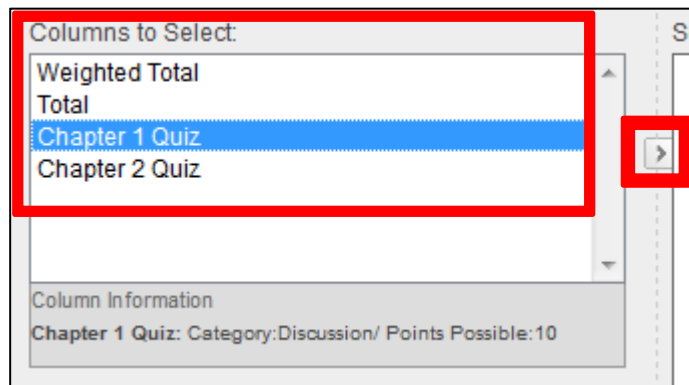 Columns to Select:
S
Weighted Total
Total
Chapter 1 Quiz
Chapter 2 Quiz
Column Information
Chapter 1 Quiz: Category:Discussion/ Points Possible:10